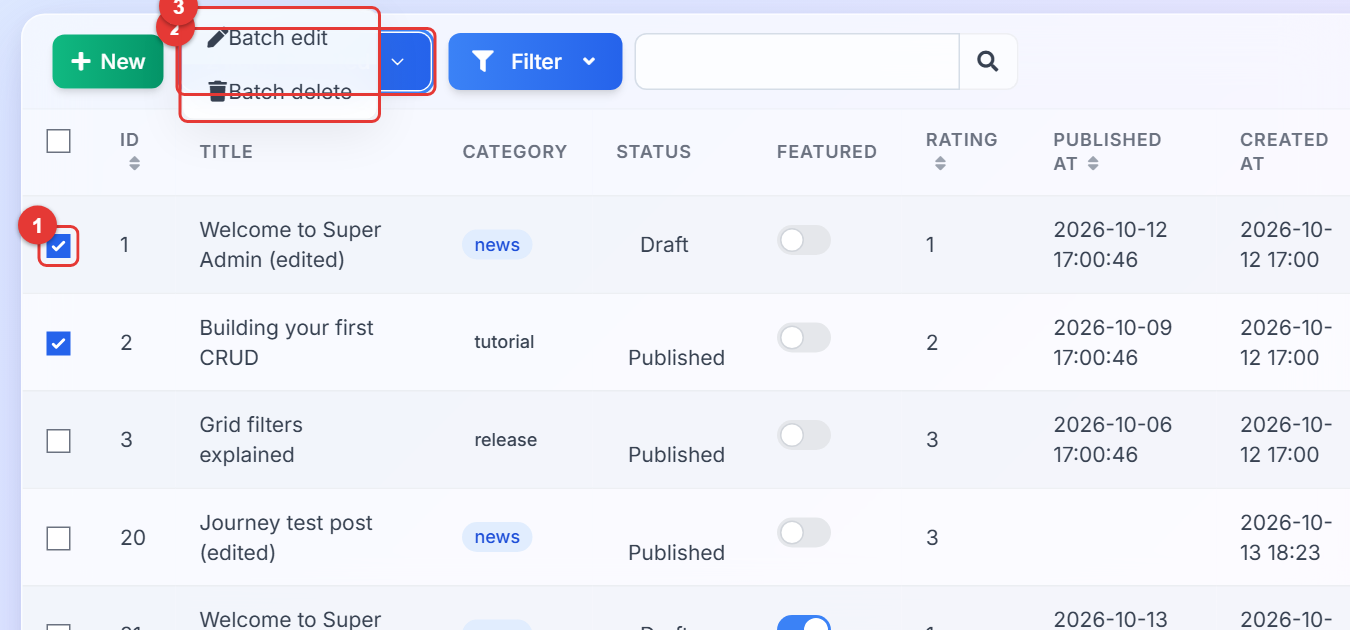 3
2
Batch edit
New
Filter
Batch delete
ID
TITLE
CATEGORY
STATUS
FEATURED
RATING
PUBLISHED
AT
CREATED
AT
1
1
Welcome to Super
Admin (edited)
news
Draft
1
2026-10-12
17:00:46
2026-10-
12 17:00
2
Building your first
CRUD
tutorial
Published
2
2026-10-09
17:00:46
2026-10-
12 17:00
3
Grid filters
explained
release
Published
3
2026-10-06
17:00:46
2026-10-
12 17:00
20
Journey test post
(edited)
news
Published
3
2026-10-
13 18:23
Welcome to Super
2026-10-13
2026-10-